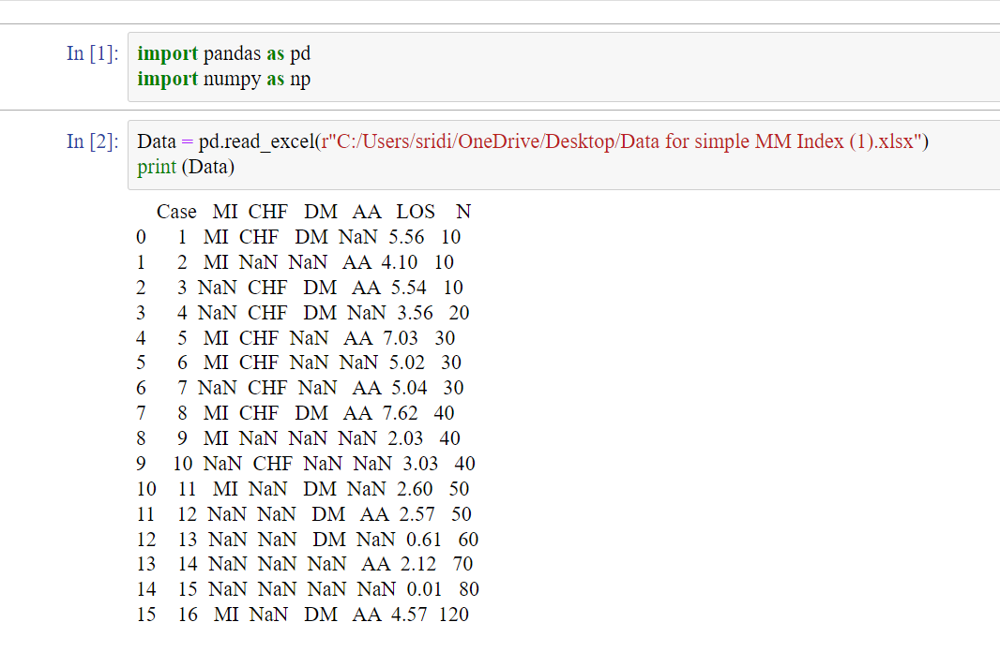 In [1]: import pandas as pd
import numpy as np
In [2]: Data = pd.read_excel(r"C:/Users/sridi/OneDrive/Desktop/Data for simple MM Index (1).xlsx")
print (Data)
Case MI CHF DM AA LOS N
0 1 MI CHF DM NaN 5.56 10
1 2 MI NaN NaN AA 4.10 10
2 3 NaN CHF DM AA 5.54 10
3 4 NaN CHF DM NaN 3.56 20
4 5 MI CHF NaN AA 7.03 30
5 6 MI CHF NaN NaN 5.02 30
6 7 NaN CHF NaN AA 5.04 30
7 8 MI CHF DM AA 7.62 40
8 9 MI NaN NaN NaN 2.03 40
9 10 NaN CHF NaN NaN 3.03 40
10 11 MI NaN DM NaN 2.60 50
11 12 NaN NaN DM AA 2.57 50
12 13 NaN NaN DM NaN 0.61 60
13 14 NaN NaN NaN AA 2.12 70
14 15 NaN NaN NaN NaN 0.01 80
15 16 MI NaN DM AA 4.57 120